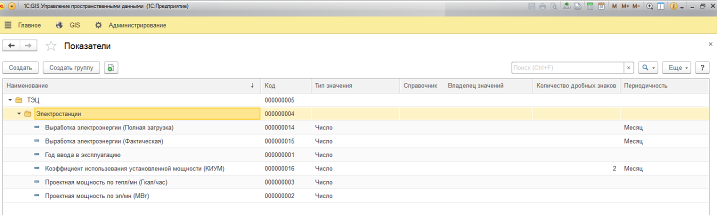 1С:GIS Управление пространственными данными (1С:Предприятие)
M M+ M-
Главное GIS Администрирование
Показатели
Создать Создать группу Поиск (Ctrl+F) Еще ?
Наименование Код Тип значения Справочник Владелец значений Количество дробных знаков Периодичность
ТЭЦ 000000005
Электростанции 000000004
Выработка электроэнергии (Полная загрузка) 000000014 Число Месяц
Выработка электроэнергии (Фактическая) 000000015 Число Месяц
Год ввода в эксплуатацию 000000001 Число
Коэффициент использования установленной мощности (КИУМ) 000000016 Число 2 Месяц
Проектная мощность по тепл/мн (Гкал/час) 000000003 Число
Проектная мощность по эл/мн (МВт) 000000002 Число